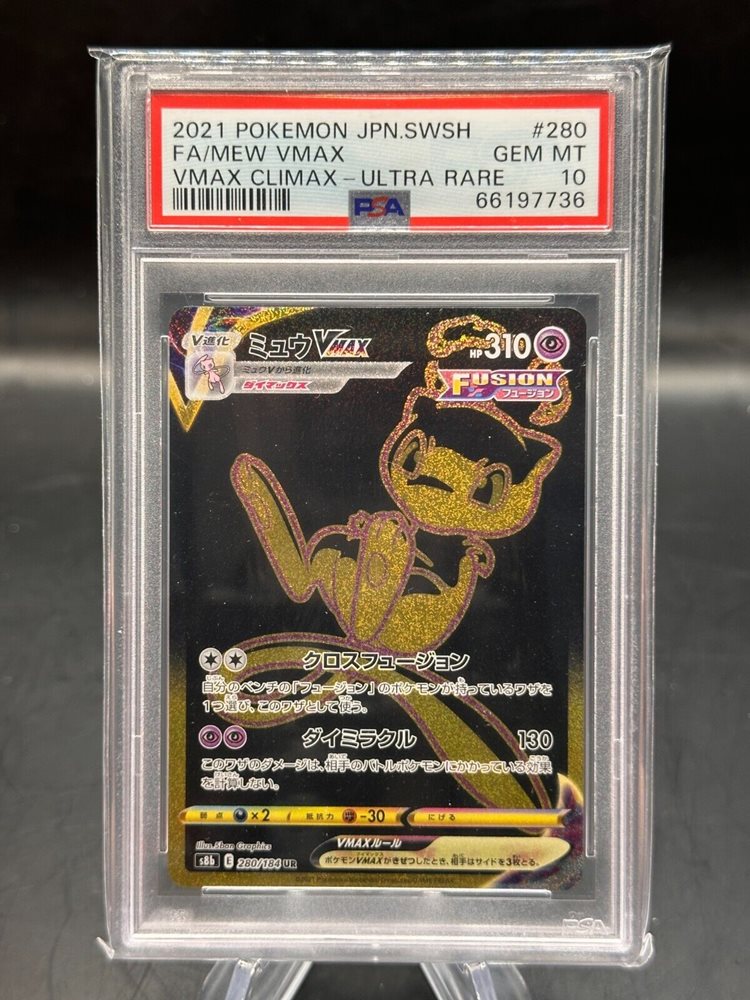 2021 POKEMON JPN.SWSH #280
FA/MEW VMAX GEM MT
VMAX CLIMAX-ULTRA RARE 10
PSA 66197736
V進化 ミュウVMAX HP310
ミュウVから進化
ダイマックス
FUSION
フュージョン
クロスフュージョン
自分のベンチの「フュージョン」のポケモンが持っているワザを
1つ選び、このワザとして使う。
ダイミラクル 130
このワザのダメージは、相手のバトルポケモンにかかっている効果
を計算しない。
弱点 ×2 抵抗力 -30 にげる
Illus. 5ban Graphics
VMAXルール
s8b E 280/184 UR
ポケモンVMAXがきぜつしたとき、相手はサイドを3枚とる。
PSA